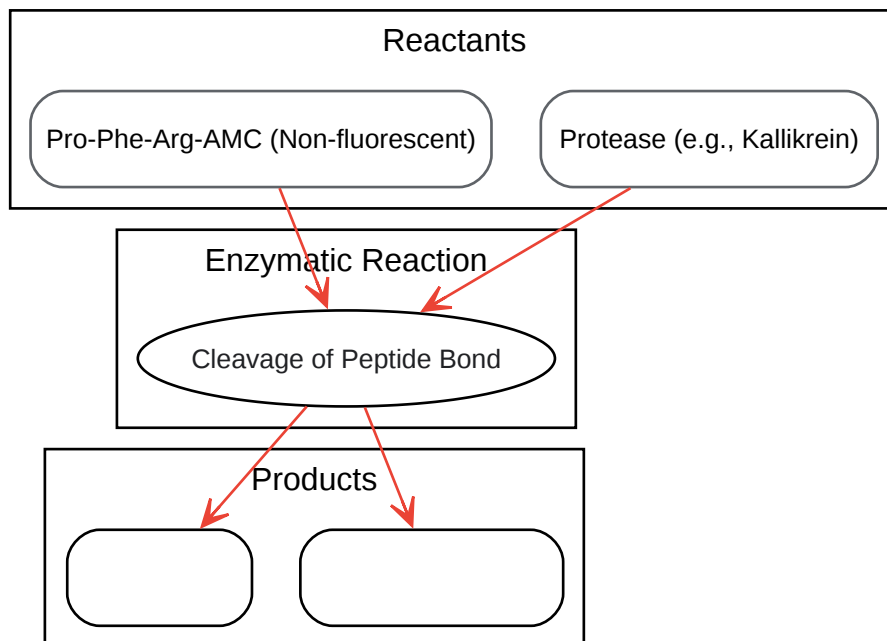 Reactants
Pro-Phe-Arg-AMC (Non-fluorescent)
Protease (e.g., Kallikrein)
Enzymatic Reaction
Cleavage of Peptide Bond
Products